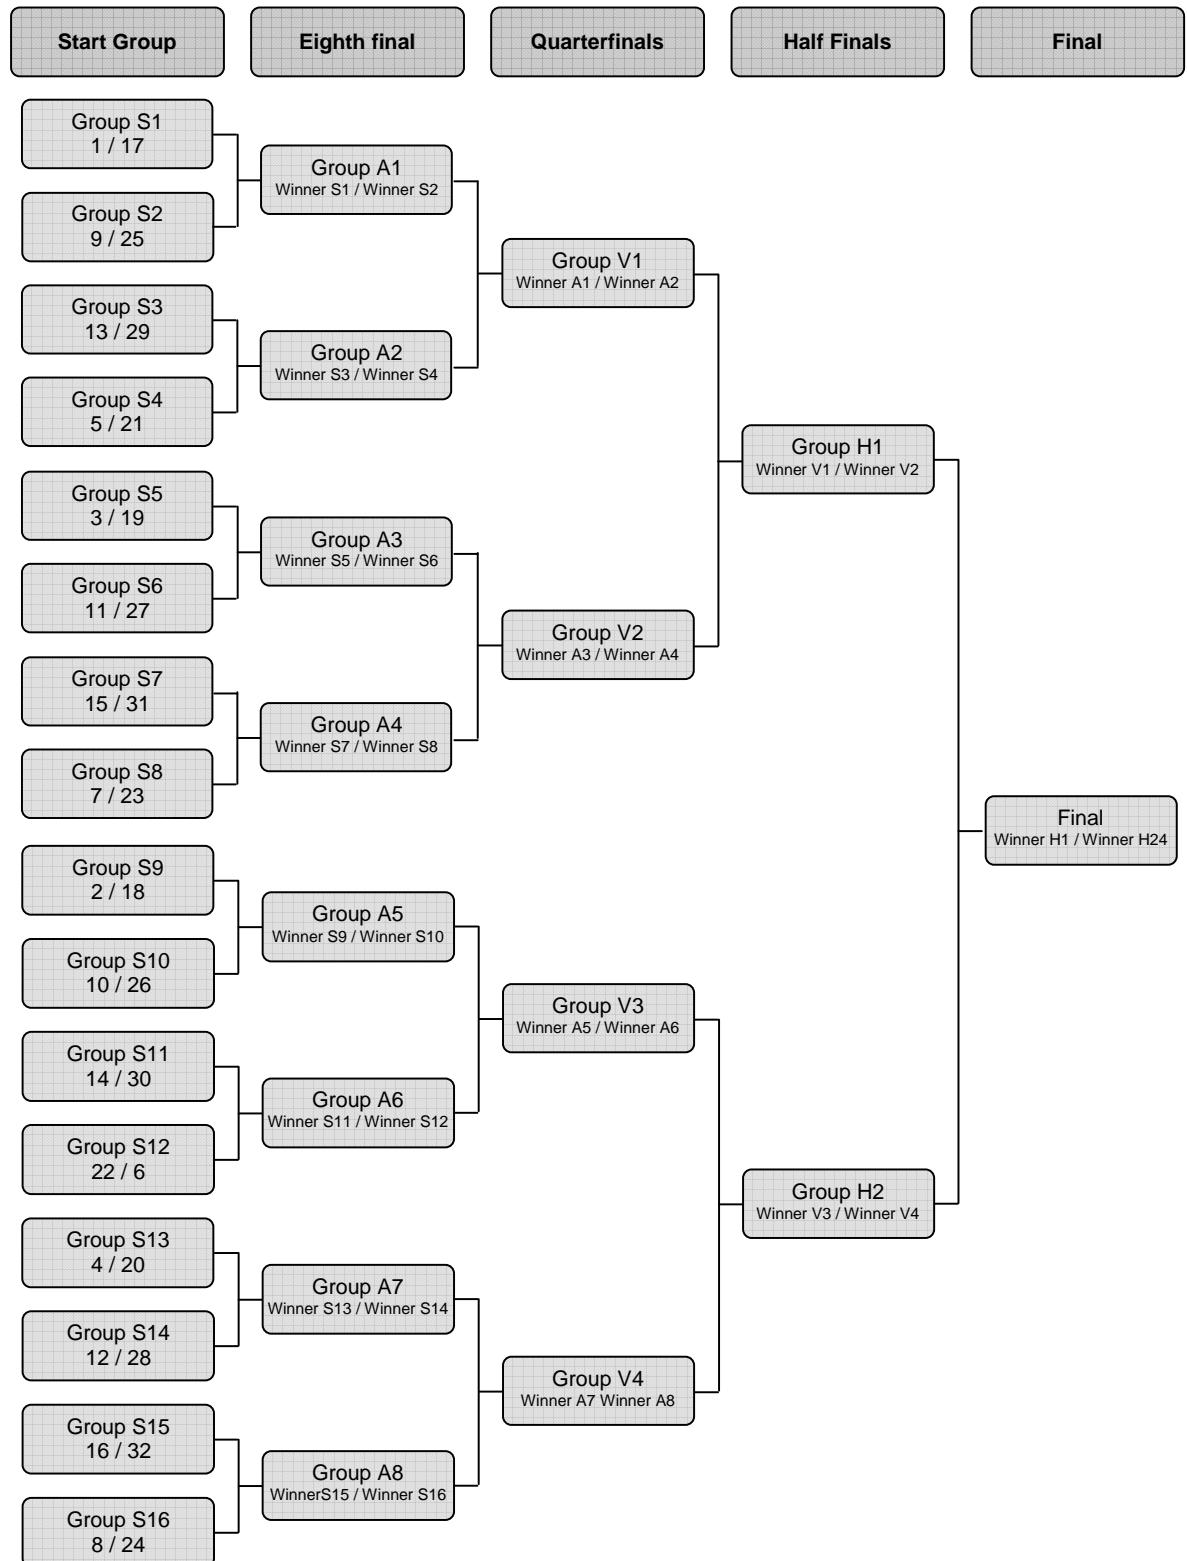 Start Group
Eighth final
Quarterfinals
Half Finals
Final
Group S1
1 / 17
Group S2
9 / 25
Group S3
13 / 29
Group S4
5 / 21
Group S5
3 / 19
Group S6
11 / 27
Group S7
15 / 31
Group S8
7 / 23
Group S9
2 / 18
Group S10
10 / 26
Group S11
14 / 30
Group S12
22 / 6
Group S13
4 / 20
Group S14
12 / 28
Group S15
16 / 32
Group S16
8 / 24
Group A1
Winner S1 / Winner S2
Group A2
Winner S3 / Winner S4
Group A3
Winner S5 / Winner S6
Group A4
Winner S7 / Winner S8
Group A5
Winner S9 / Winner S10
Group A6
Winner S11 / Winner S12
Group A7
Winner S13 / Winner S14
Group A8
WinnerS15 / Winner S16
Group V1
Winner A1 / Winner A2
Group V2
Winner A3 / Winner A4
Group V3
Winner A5 / Winner A6
Group V4
Winner A7 Winner A8
Group H1
Winner V1 / Winner V2
Group H2
Winner V3 / Winner V4
Final
Winner H1 / Winner H24